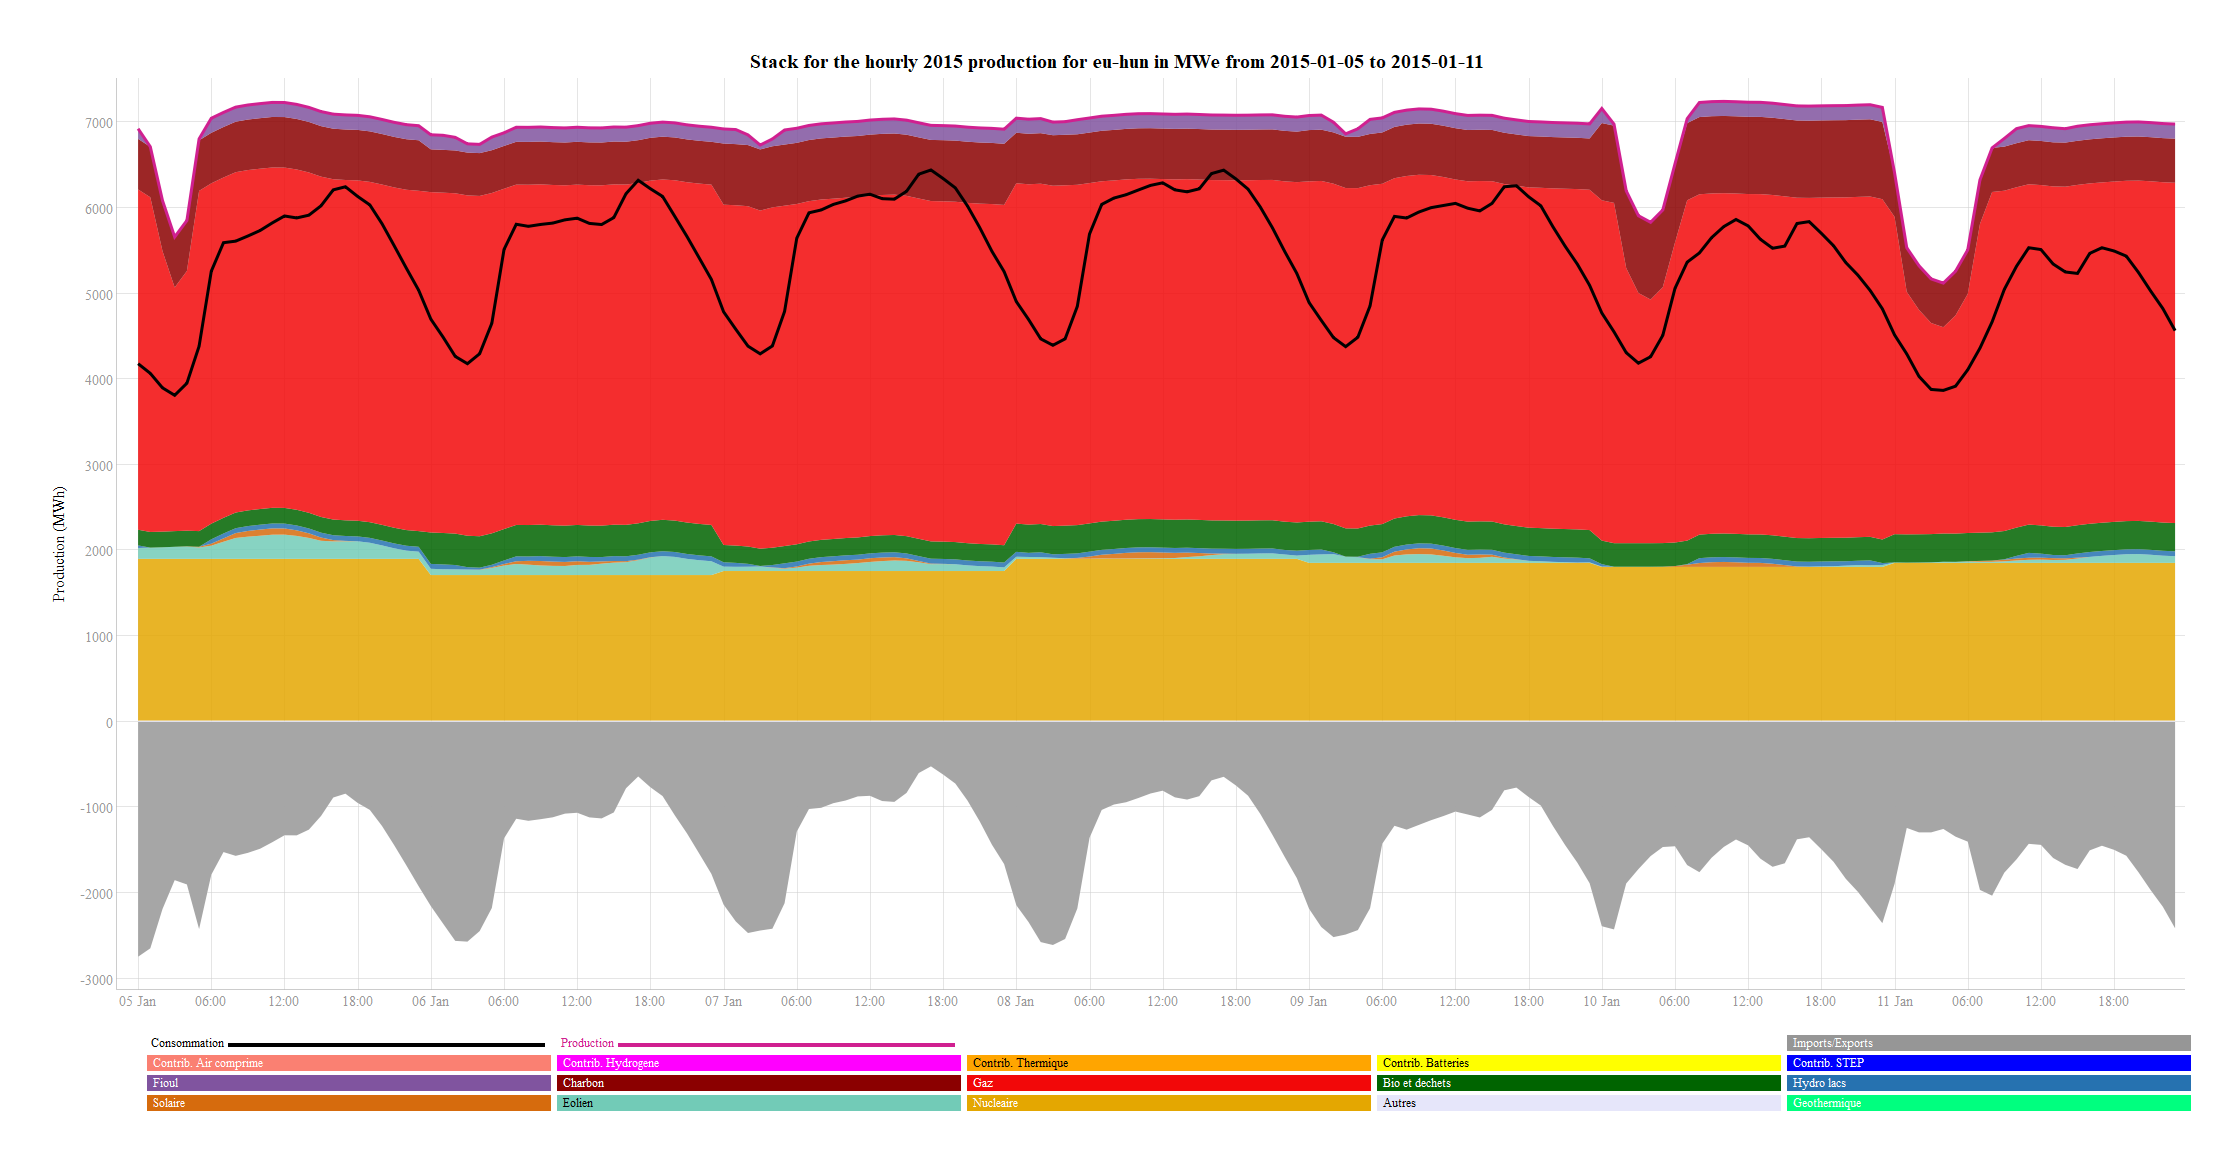 Stack for the hourly 2015 production for eu-hun in MWe from 2015-01-05 to 2015-01-11
Production (MWh)
7000
6000
5000
4000
3000
2000
1000
0
-1000
-2000
-3000
05 Jan 06:00 12:00 18:00 06 Jan 06:00 12:00 18:00 07 Jan 06:00 12:00 18:00 08 Jan 06:00 12:00 18:00 09 Jan 06:00 12:00 18:00 10 Jan 06:00 12:00 18:00 11 Jan 06:00 12:00 18:00
Consommation Production Imports/Exports
Contrib. Air comprime Contrib. Hydrogene Contrib. Thermique Contrib. Batteries Contrib. STEP
Fioul Charbon Gaz Bio et dechets Hydro lacs
Solaire Eolien Nucleaire Autres Geothermique